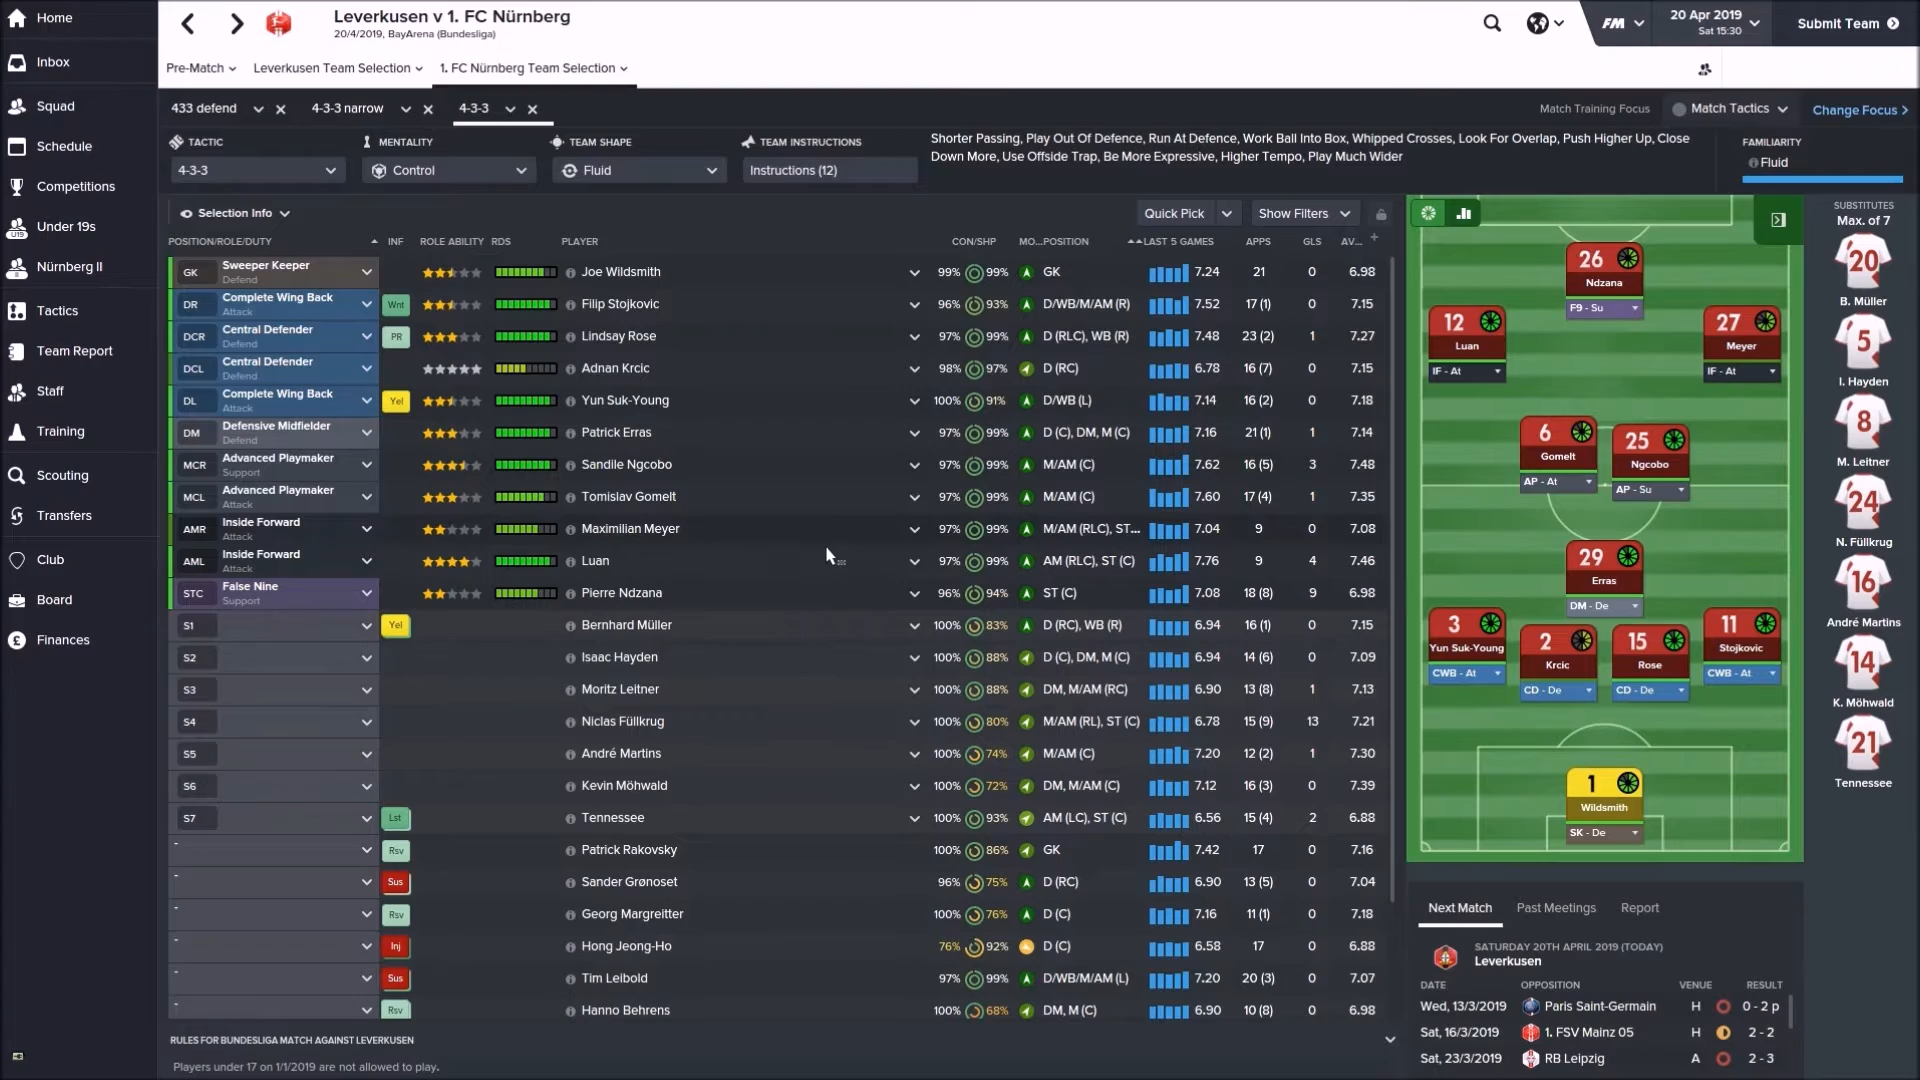 Home
Inbox
Squad
Schedule
Competitions
Under 19s
Nürnberg II
Tactics
Team Report
Staff
Training
Scouting
Transfers
Club
Board
Finances
Leverkusen v 1. FC Nürnberg
20/4/2019, BayArena (Bundesliga)
FM
20 Apr 2019
Sat 15:30
Submit Team
Pre-Match
Leverkusen Team Selection
1. FC Nürnberg Team Selection
433 defend
4-3-3 narrow
4-3-3
Match Training Focus
Match Tactics
Change Focus >
TACTIC
4-3-3
MENTALITY
Control
TEAM SHAPE
Fluid
TEAM INSTRUCTIONS
Instructions (12)
Shorter Passing, Play Out Of Defence, Run At Defence, Work Ball Into Box, Whipped Crosses, Look For Overlap, Push Higher Up, Close
Down More, Use Offside Trap, Be More Expressive, Higher Tempo, Play Much Wider
FAMILIARITY
Fluid
Selection Info
Quick Pick
Show Filters
POSITION/ROLE/DUTY INF ROLE ABILITY RDS PLAYER CON/SHP MO... POSITION LAST 5 GAMES APPS GLS AV...
GK Sweeper Keeper Defend Joe Wildsmith 99% 99% GK 7.24 21 0 6.98
DR Complete Wing Back Attack Wnt Filip Stojkovic 96% 93% D/WB/M/AM (R) 7.52 17 (1) 0 7.15
DCR Central Defender Defend PR Lindsay Rose 97% 99% D (RLC), WB (R) 7.48 23 (2) 1 7.27
DCL Central Defender Defend Adnan Krcic 98% 97% D (RC) 6.78 16 (7) 0 7.15
DL Complete Wing Back Attack Yel Yun Suk-Young 100% 91% D/WB (L) 7.14 16 (2) 0 7.18
DM Defensive Midfielder Defend Patrick Erras 97% 99% D (C), DM, M (C) 7.16 21 (1) 1 7.14
MCR Advanced Playmaker Support Sandile Ngcobo 97% 99% M/AM (C) 7.62 16 (5) 3 7.48
MCL Advanced Playmaker Attack Tomislav Gomelt 97% 99% M/AM (C) 7.60 17 (4) 1 7.35
AMR Inside Forward Attack Maximilian Meyer 97% 99% M/AM (RLC), ST... 7.04 9 0 7.08
AML Inside Forward Attack Luan 97% 99% AM (RLC), ST (C) 7.76 9 4 7.46
STC False Nine Support Pierre Ndzana 96% 94% ST (C) 7.08 18 (8) 9 6.98
S1 Yel Bernhard Müller 100% 83% D (RC), WB (R) 6.94 16 (1) 0 7.15
S2 Isaac Hayden 100% 88% D (C), DM, M (C) 6.94 14 (6) 0 7.09
S3 Moritz Leitner 100% 88% DM, M/AM (RC) 6.90 13 (8) 1 7.13
S4 Niclas Füllkrug 100% 80% M/AM (RL), ST (C) 6.78 15 (9) 13 7.21
S5 André Martins 100% 74% M/AM (C) 7.20 12 (2) 1 7.30
S6 Kevin Möhwald 100% 72% DM, M/AM (C) 7.12 16 (3) 0 7.39
S7 Lst Tennessee 100% 93% AM (LC), ST (C) 6.56 15 (4) 2 6.88
- Rsv Patrick Rakovsky 100% 86% GK 7.42 17 0 7.16
- Sus Sander Grønoset 96% 75% D (RC) 6.90 13 (5) 0 7.04
- Rsv Georg Margreitter 100% 76% D (C) 7.16 11 (1) 0 7.18
- Inj Hong Jeong-Ho 76% 92% D (C) 6.58 17 0 6.88
- Sus Tim Leibold 97% 99% D/WB/M/AM (L) 7.20 20 (3) 0 7.07
- Rsv Hanno Behrens 100% 68% DM, M (C) 6.90 10 (8) 0 6.98
RULES FOR BUNDESLIGA MATCH AGAINST LEVERKUSEN
Players under 17 on 1/1/2019 are not allowed to play.
26
Ndzana
F9 - Su
12
Luan
IF - At
27
Meyer
IF - At
6
Gomelt
AP - At
25
Ngcobo
AP - Su
29
Erras
DM - De
3
Yun Suk-Young
CWB - At
2
Krcic
CD - De
15
Rose
CD - De
11
Stojkovic
CWB - At
1
Wildsmith
SK - De
SUBSTITUTES
Max. of 7
20
B. Müller
5
I. Hayden
8
M. Leitner
24
N. Füllkrug
16
André Martins
14
K. Möhwald
21
Tennessee
Next Match
Past Meetings
Report
SATURDAY 20TH APRIL 2019 (TODAY)
Leverkusen
DATE OPPOSITION VENUE RESULT
Wed, 13/3/2019 Paris Saint-Germain H 0 - 2 p
Sat, 16/3/2019 1. FSV Mainz 05 H 2 - 2
Sat, 23/3/2019 RB Leipzig A 2 - 3